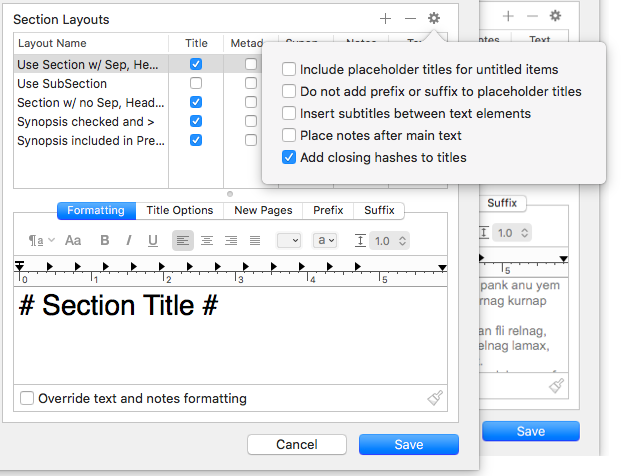 Section Layouts
Layout Name Title Metad
Use Section w/ Sep, He...
Use SubSection
Section w/ no Sep, Head...
Synopsis checked and >
Synopsis included in Pre...
Include placeholder titles for untitled items
Do not add prefix or suffix to placeholder titles
Insert subtitles between text elements
Place notes after main text
Add closing hashes to titles
Formatting Title Options New Pages Prefix Suffix
¶a Aa B I U a 1.0
0 1 2 3 4 5
# Section Title #
Override text and notes formatting
Cancel Save
Text
Suffix
1.0
5
pank anu yem
rnag kurnap
an fli relnag,
elnag lamax,
Save